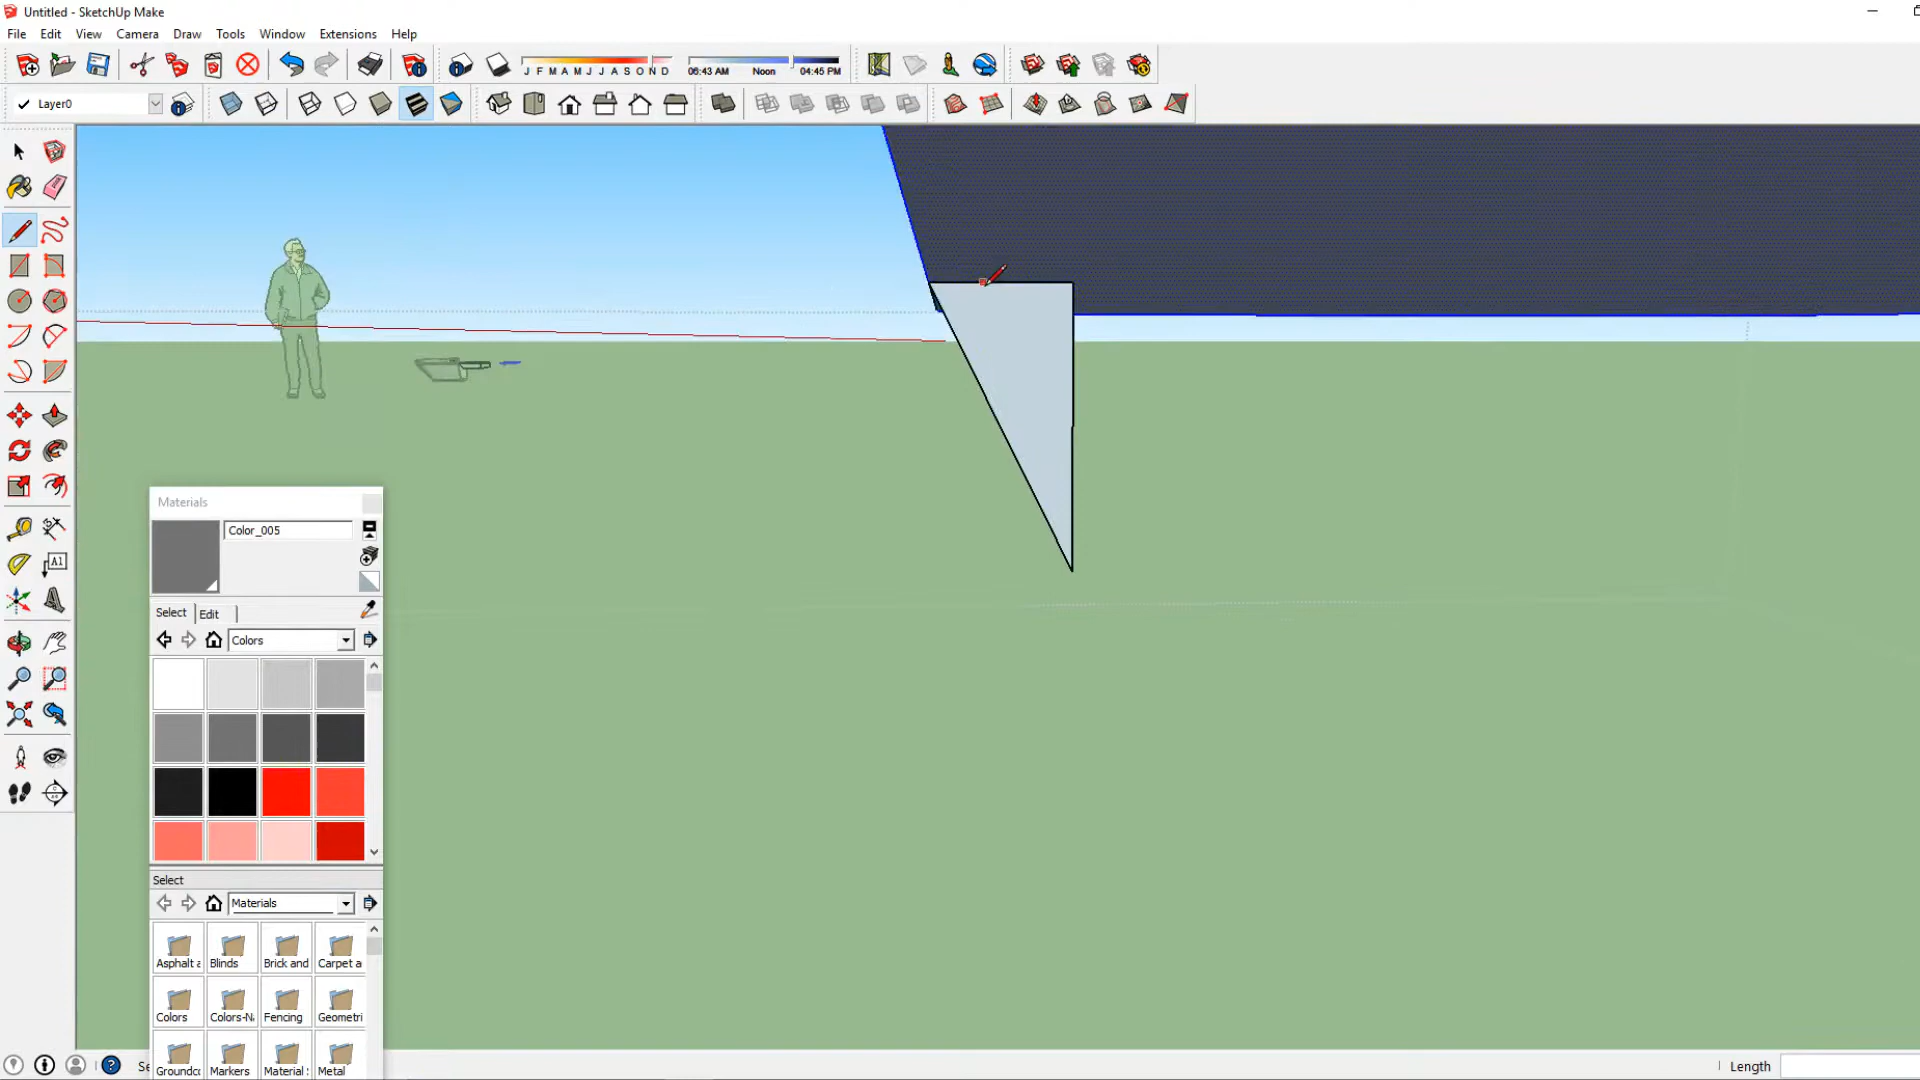 Untitled - SketchUp Make
File Edit View Camera Draw Tools Window Extensions Help
J F M A M J J A S O N D 06:43 AM Noon 04:45 PM
Layer0
A1
Materials
Color_005
Select Edit
Colors
Select
Materials
Asphalt a Blinds Brick and Carpet a
Colors Colors-N Fencing Geometri
Groundc Markers Material Metal
Se Length